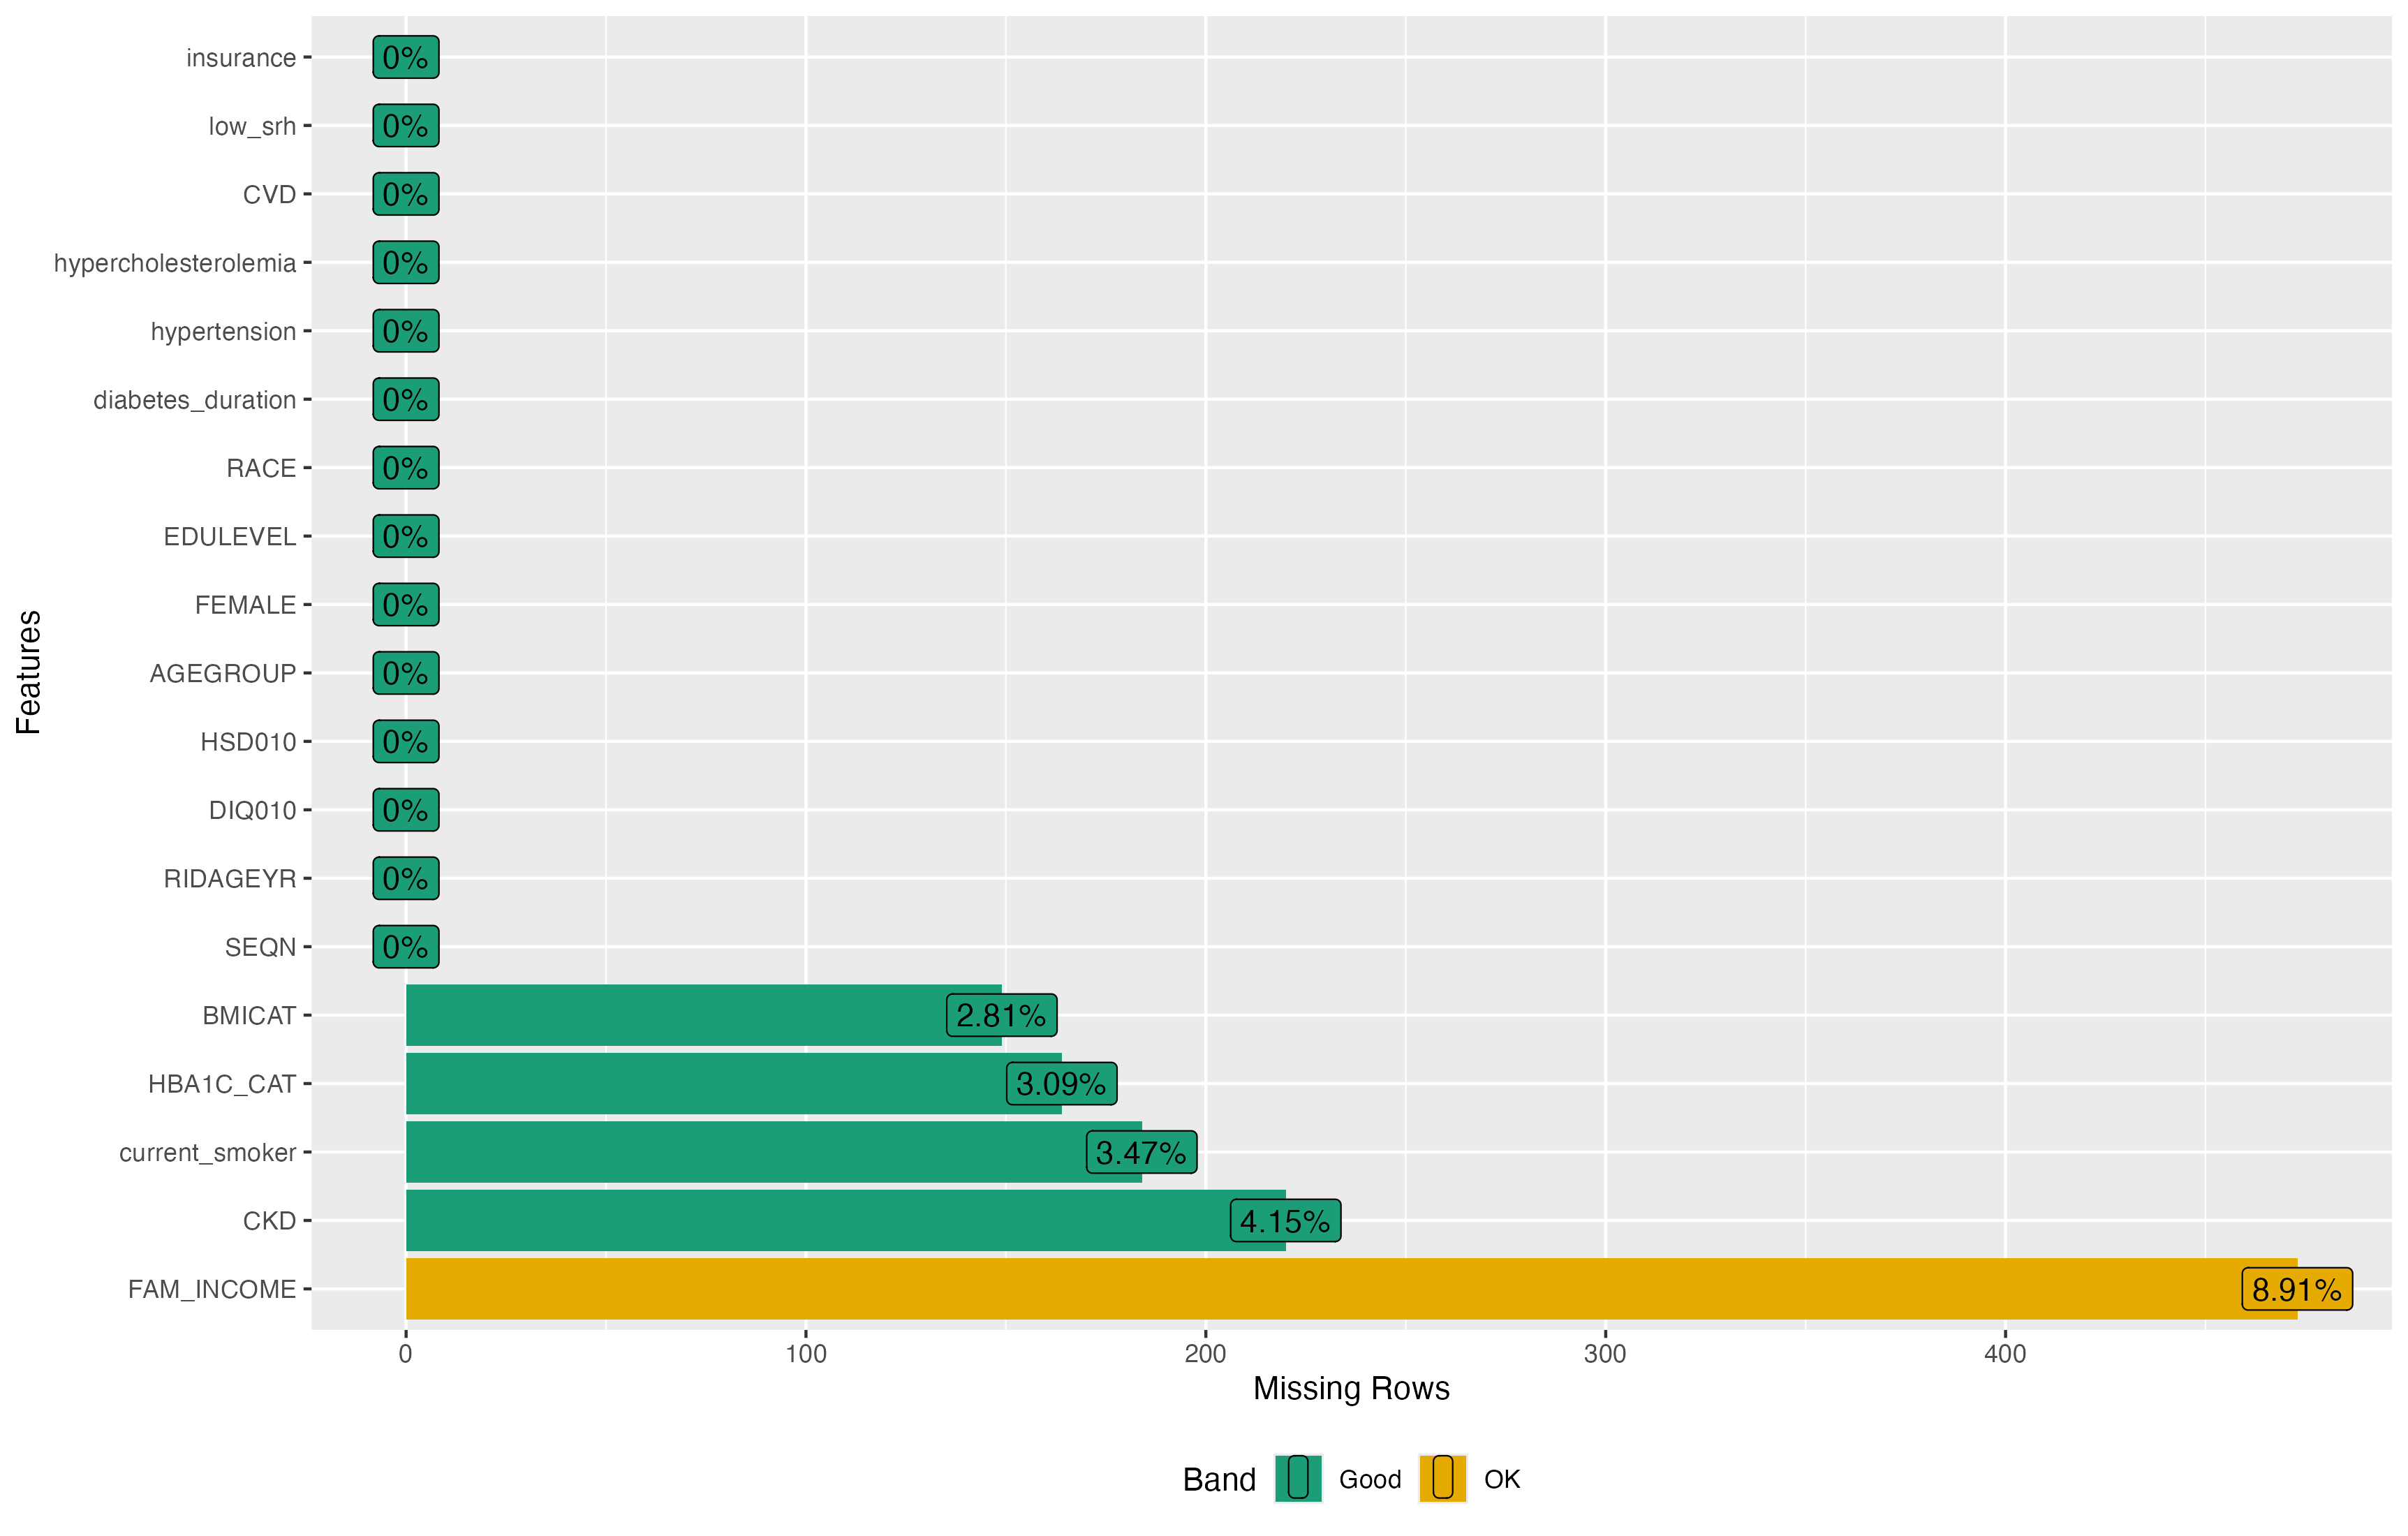 insurance 0%
low_srh 0%
CVD 0%
hypercholesterolemia 0%
hypertension 0%
diabetes_duration 0%
RACE 0%
EDULEVEL 0%
FEMALE 0%
AGEGROUP 0%
HSD010 0%
DIQ010 0%
RIDAGEYR 0%
SEQN 0%
BMICAT 2.81%
HBA1C_CAT 3.09%
current_smoker 3.47%
CKD 4.15%
FAM_INCOME 8.91%
Features
0 100 200 300 400
Missing Rows
Band Good OK